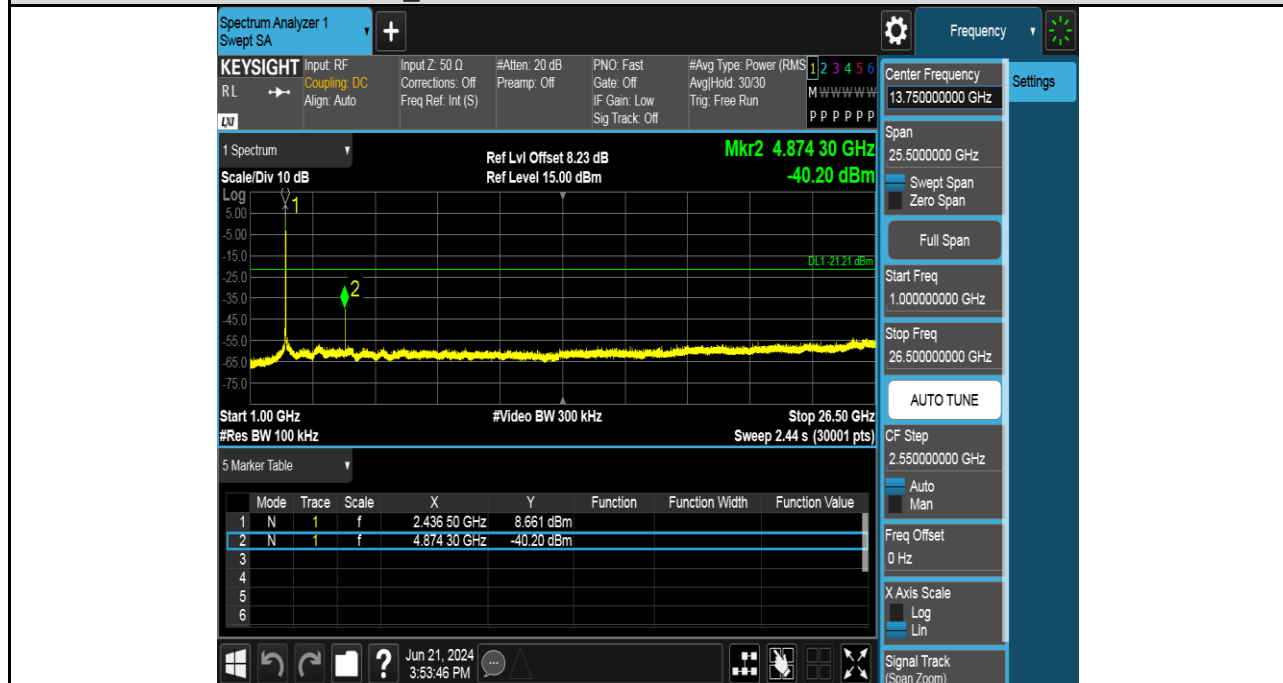 Spectrum Analyzer 1
Swept SA
+
Frequency
KEYSIGHT
RL
LXI
Input: RF
Coupling: DC
Align: Auto
Input Z: 50 Ω
Corrections: Off
Freq Ref: Int (S)
#Atten: 20 dB
Preamp: Off
PNO: Fast
Gate: Off
IF Gain: Low
Sig Track: Off
#Avg Type: Power (RMS
Avg|Hold: 30/30
Trig: Free Run
1 2 3 4 5 6
M W W W W W
P P P P P P
Center Frequency
13.750000000 GHz
Settings
Span
25.5000000 GHz
Swept Span
Zero Span
Full Span
Start Freq
1.000000000 GHz
Stop Freq
26.500000000 GHz
AUTO TUNE
CF Step
2.550000000 GHz
Auto
Man
Freq Offset
0 Hz
X Axis Scale
Log
Lin
Signal Track
(Span Zoom)
1 Spectrum
Scale/Div 10 dB
Ref Lvl Offset 8.23 dB
Ref Level 15.00 dBm
Mkr2 4.874 30 GHz
-40.20 dBm
Log
5.00
-5.00
-15.0
-25.0
-35.0
-45.0
-55.0
-65.0
-75.0
1
2
DL1 -21.21 dBm
Start 1.00 GHz
#Res BW 100 kHz
#Video BW 300 kHz
Stop 26.50 GHz
Sweep 2.44 s (30001 pts)
5 Marker Table
Mode Trace Scale X Y Function Function Width Function Value
1 N 1 f 2.436 50 GHz 8.661 dBm
2 N 1 f 4.874 30 GHz -40.20 dBm
3
4
5
6
?
Jun 21, 2024
3:53:46 PM